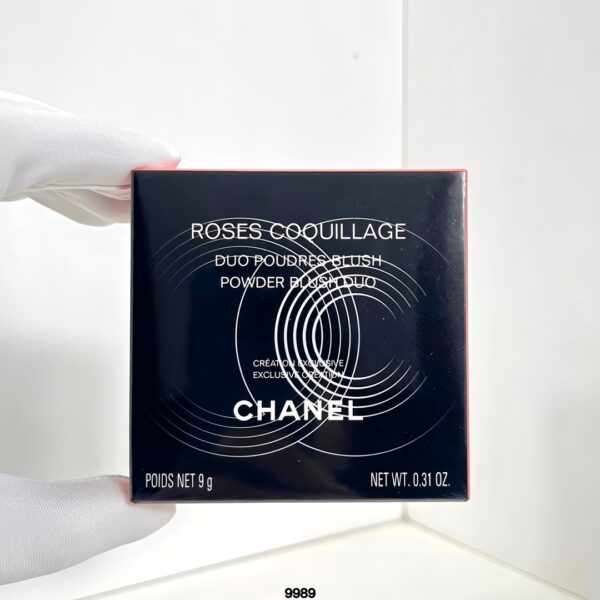 ROSES COQUILLAGE
DUO POUDRES BLUSH
POWDER BLUSH DUO
CRÉATION EXCLUSIVE
EXCLUSIVE CREATION
CHANEL
POIDS NET 9 g NET WT. 0.31 OZ.
9989